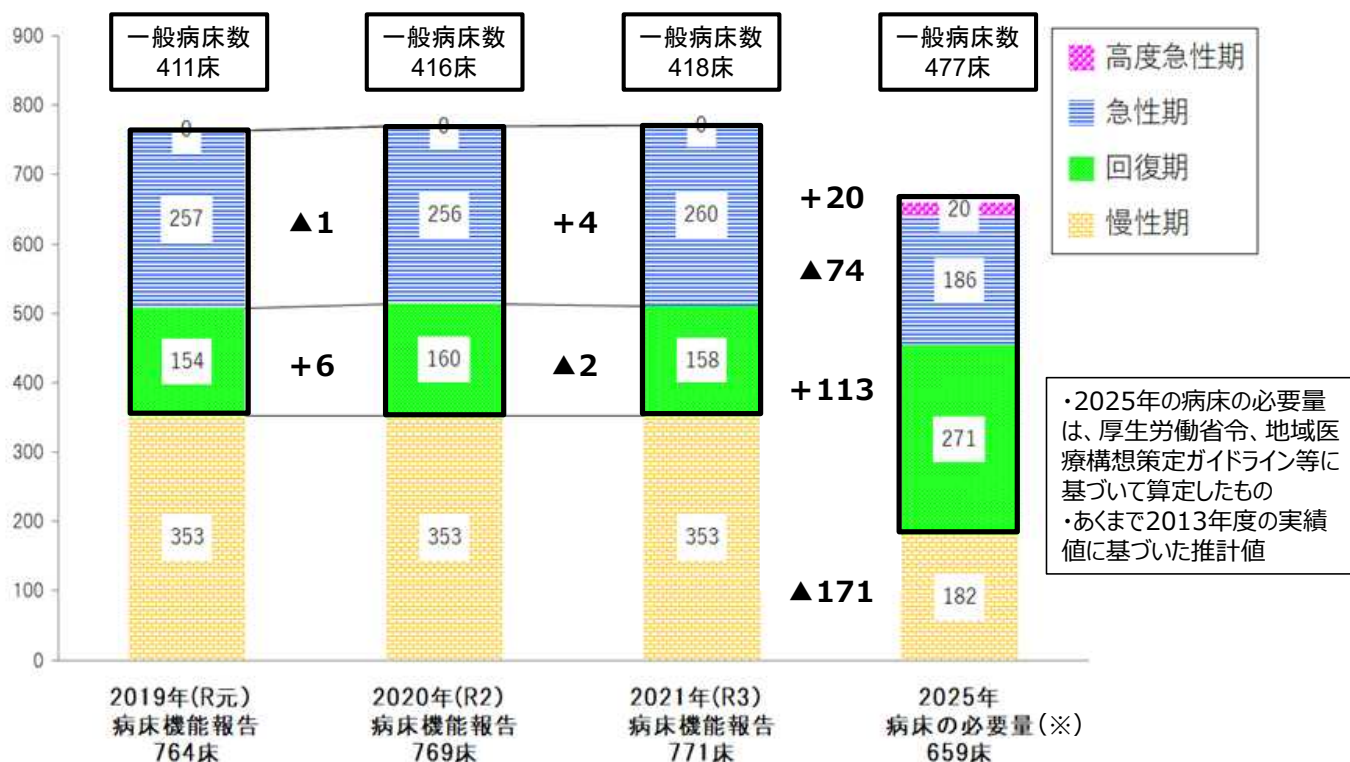 一般病床数
411床
一般病床数
416床
一般病床数
418床
一般病床数
477床
高度急性期
急性期
回復期
慢性期
900
800
700
600
500
400
300
200
100
0
0
257
154
353
▲1
+6
0
256
160
353
+4
▲2
0
260
158
353
+20
▲74
+113
▲171
20
186
271
182
・2025年の病床の必要量
は、厚生労働省令、地域医
療構想策定ガイドライン等に
基づいて算定したもの
・あくまで2013年度の実績
値に基づいた推計値
2019年(R元)
病床機能報告
764床
2020年(R2)
病床機能報告
769床
2021年(R3)
病床機能報告
771床
2025年
病床の必要量(※)
659床